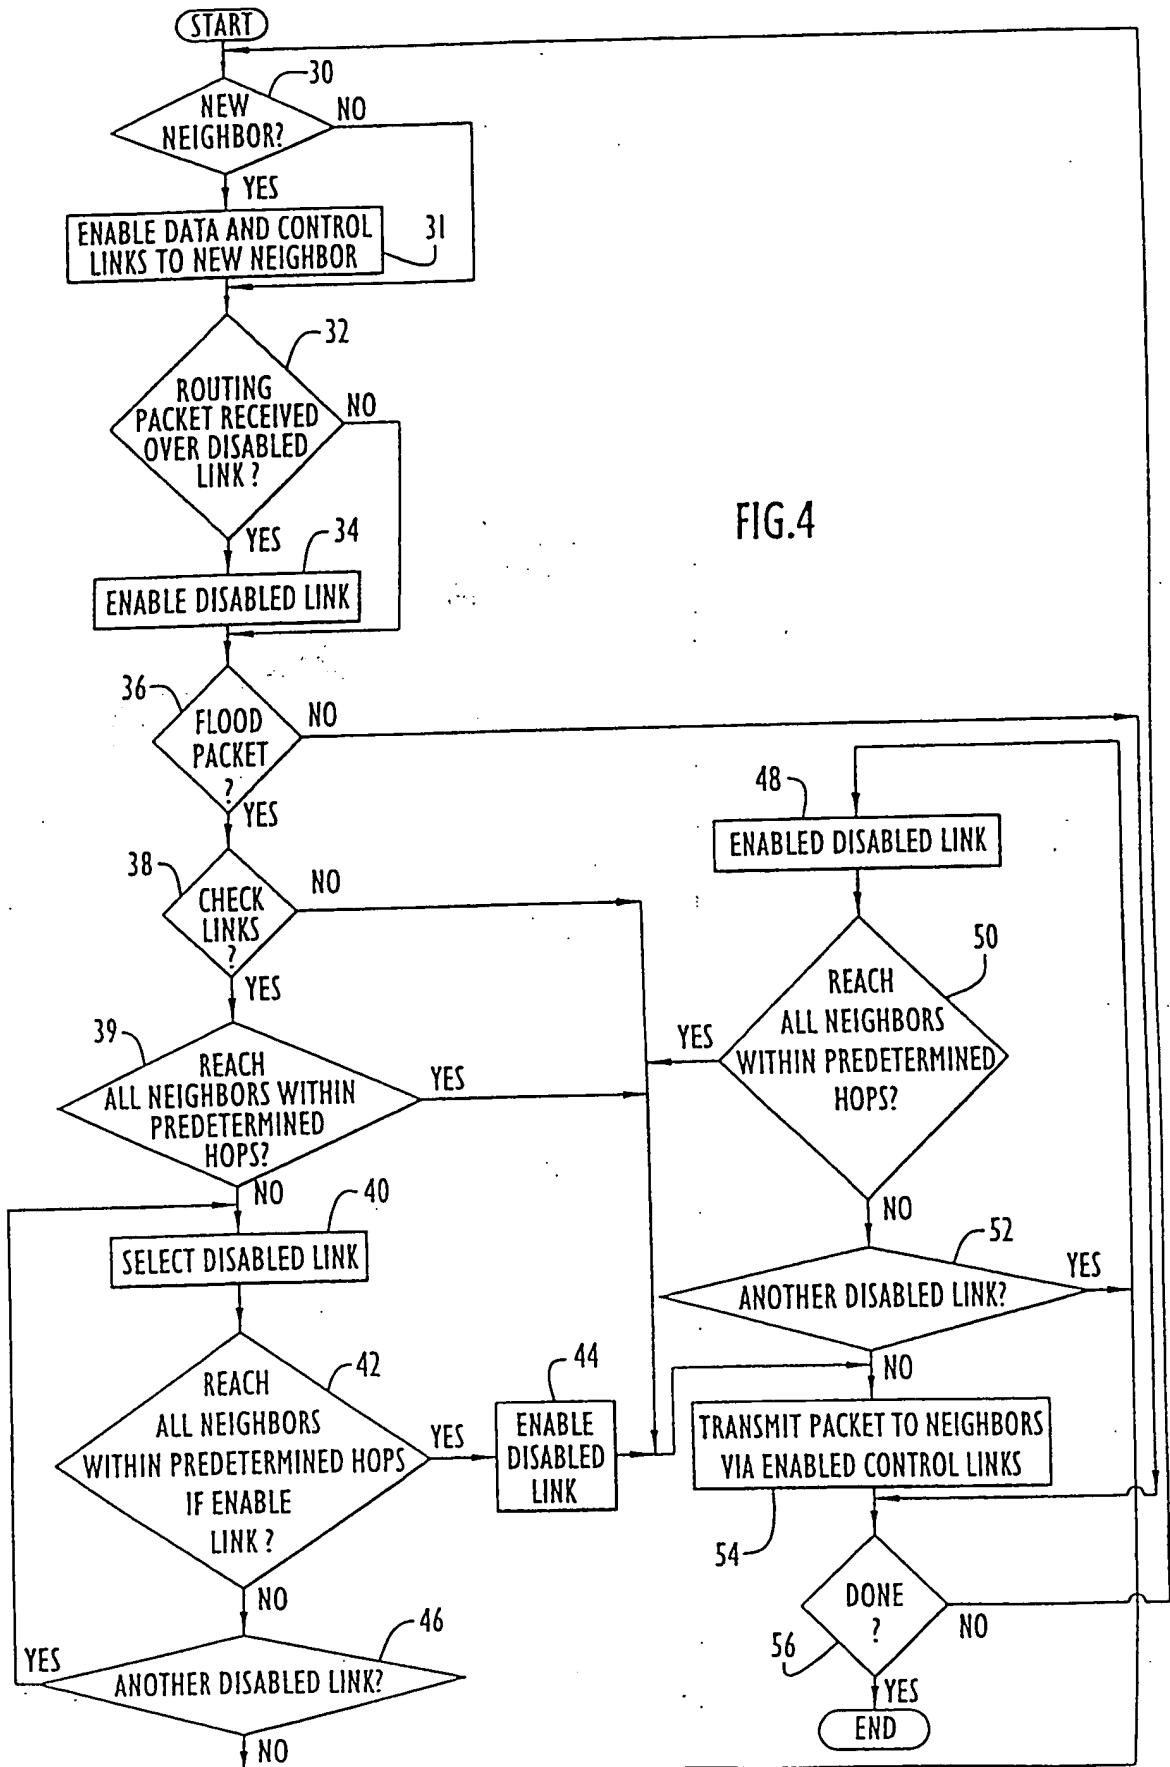 START
30
NEW
NEIGHBOR?
NO
YES
ENABLE DATA AND CONTROL
LINKS TO NEW NEIGHBOR
31
32
ROUTING
PACKET RECEIVED
OVER DISABLED
LINK ?
NO
YES
34
ENABLE DISABLED LINK
FIG.4
36
FLOOD
PACKET
?
NO
YES
38
CHECK
LINKS
?
NO
YES
39
REACH
ALL NEIGHBORS WITHIN
PREDETERMINED
HOPS?
YES
NO
40
SELECT DISABLED LINK
42
REACH
ALL NEIGHBORS
WITHIN PREDETERMINED HOPS
IF ENABLE
LINK ?
YES
44
ENABLE
DISABLED
LINK
NO
46
YES
ANOTHER DISABLED LINK?
NO
48
ENABLED DISABLED LINK
50
REACH
ALL NEIGHBORS
WITHIN PREDETERMINED
HOPS?
YES
NO
52
ANOTHER DISABLED LINK?
YES
NO
TRANSMIT PACKET TO NEIGHBORS
VIA ENABLED CONTROL LINKS
54
DONE
?
56
NO
YES
END